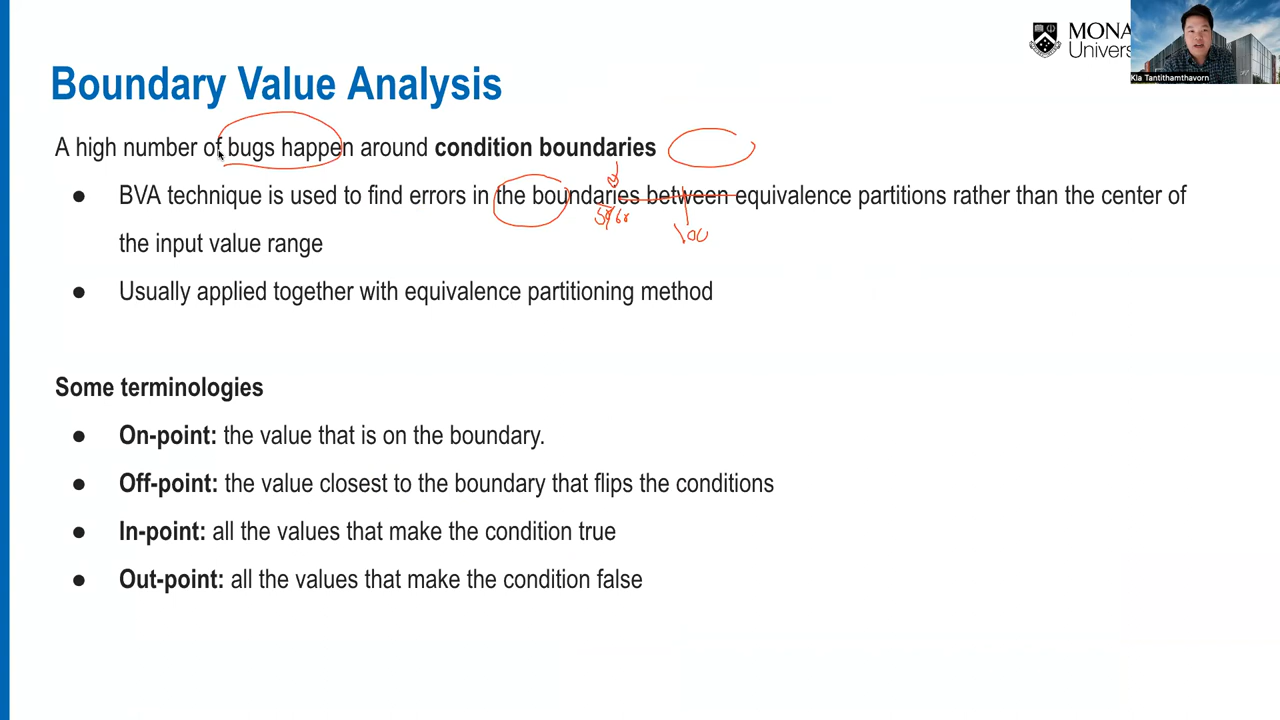 MONA
Univer
Kla Tantithamthavorn
Boundary Value Analysis
A high number of bugs happen around condition boundaries
● BVA technique is used to find errors in the boundaries between equivalence partitions rather than the center of
the input value range
100
● Usually applied together with equivalence partitioning method
Some terminologies
● On-point: the value that is on the boundary.
● Off-point: the value closest to the boundary that flips the conditions
● In-point: all the values that make the condition true
● Out-point: all the values that make the condition false